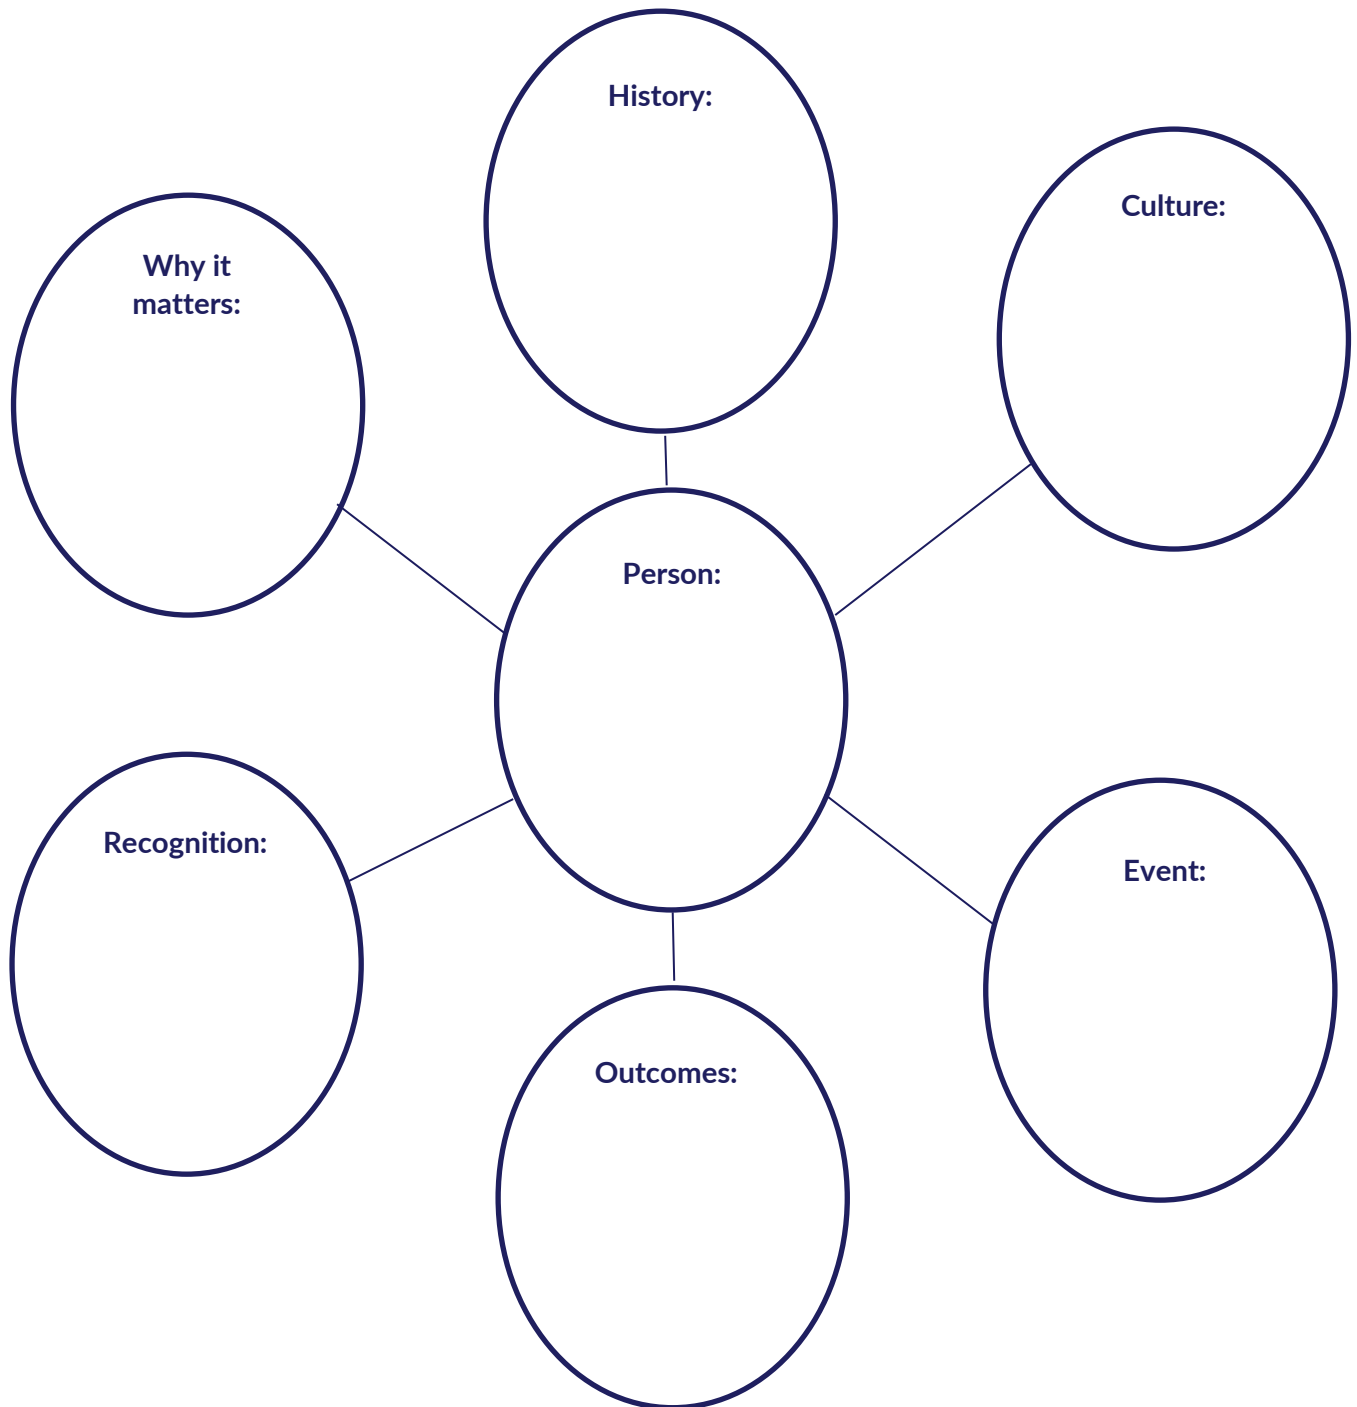 History:
Culture:
Why it
matters:
Person:
Recognition:
Event:
Outcomes: